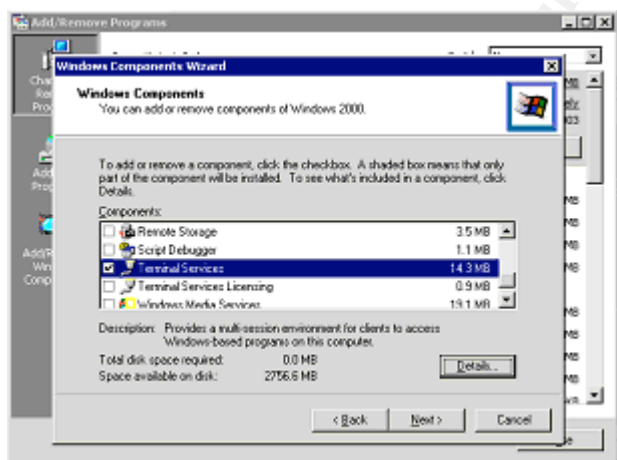 Add/Remove Programs
Windows Components Wizard
Windows Components
You can add or remove components of Windows 2000.
To add or remove a component, click the checkbox. A shaded box means that only
part of the component will be installed. To see what's included in a component, click
Details.
Components:
Remote Storage 3.5 MB
Script Debugger 1.1 MB
Terminal Services 14.3 MB
Terminal Services Licensing 0.9 MB
Windows Media Services 19.1 MB
Description: Provides a multi-session environment for clients to access
Windows-based programs on this computer.
Total disk space required: 0.0 MB
Space available on disk: 2756.6 MB
Details...
< Back
Next >
Cancel